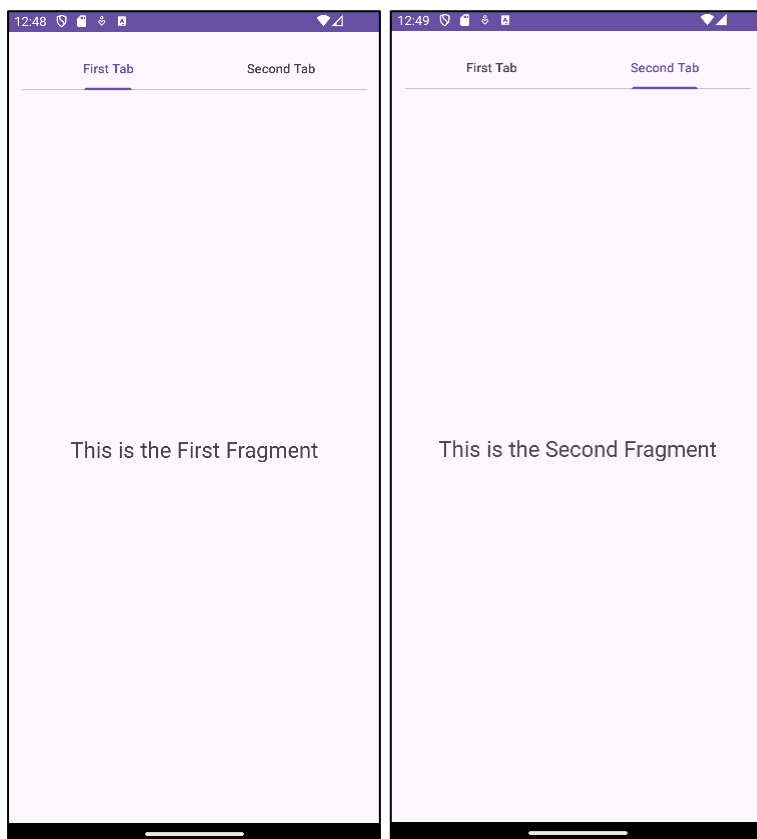 12:48
First Tab Second Tab
This is the First Fragment
12:49
First Tab Second Tab
This is the Second Fragment